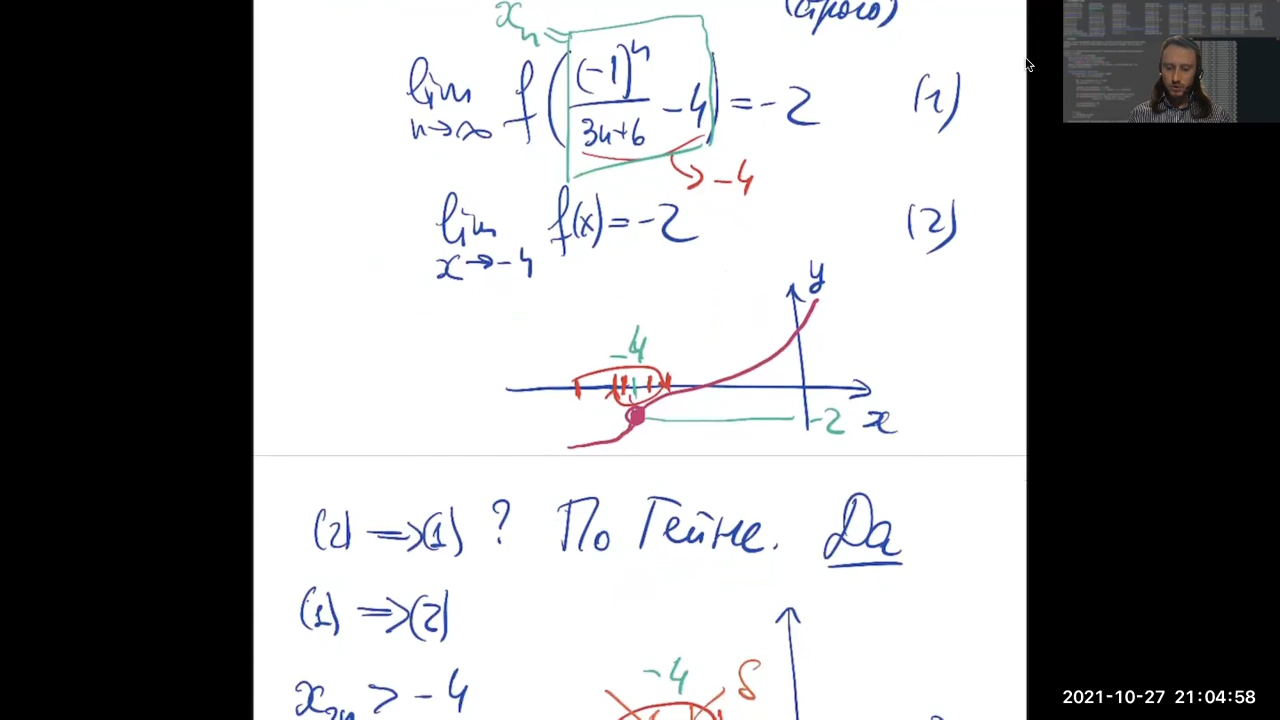 xₙ = (строго)
lim n→∞ f((-1)ⁿ/(3n+6) - 4) = -2 (1)
→ -4
lim x→-4 f(x) = -2 (2)
y
-4
-2 x
(2) ⇒ (1) ? По Гейне. Да
(1) ⇒ (2)
-4 δ
x₂ₙ > -4
2021-10-27 21:04:58